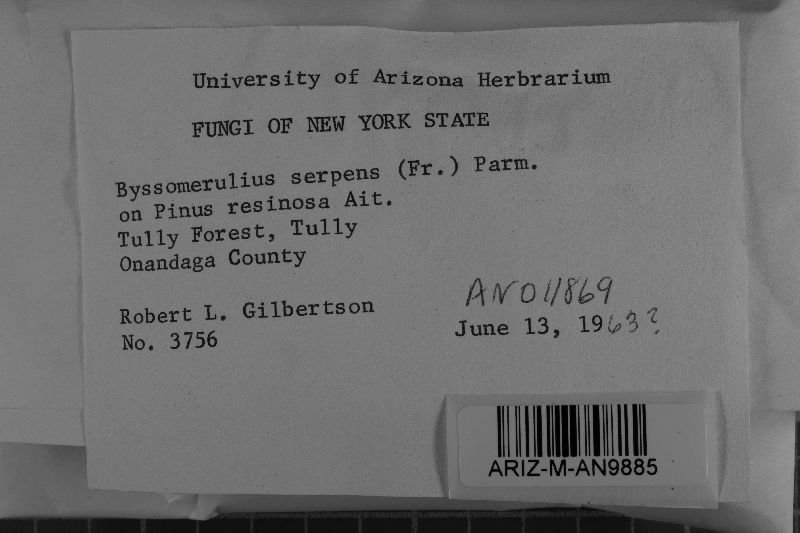 University of Arizona Herbrarium
FUNGI OF NEW YORK STATE
Byssomerulius serpens (Fr.) Parm.
on Pinus resinosa Ait.
Tully Forest, Tully
Onandaga County
Robert L. Gilbertson
No. 3756
AN011869
June 13, 1963?
ARIZ-M-AN9885